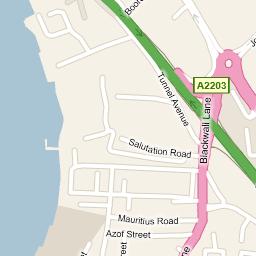 Tunnel Avenue
A2203
Blackwall Lane
Salutation Road
Mauritius Road
Azof Street